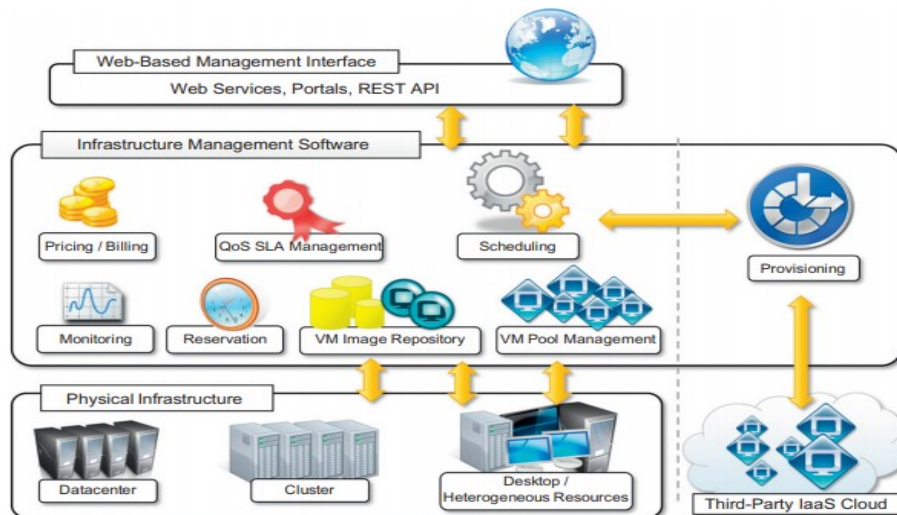 Web-Based Management Interface
Web Services, Portals, REST API
Infrastructure Management Software
Pricing / Billing
QoS SLA Management
Scheduling
Provisioning
Monitoring
Reservation
VM Image Repository
VM Pool Management
Physical Infrastructure
Datacenter
Cluster
Desktop /
Heterogeneous Resources
Third-Party IaaS Cloud